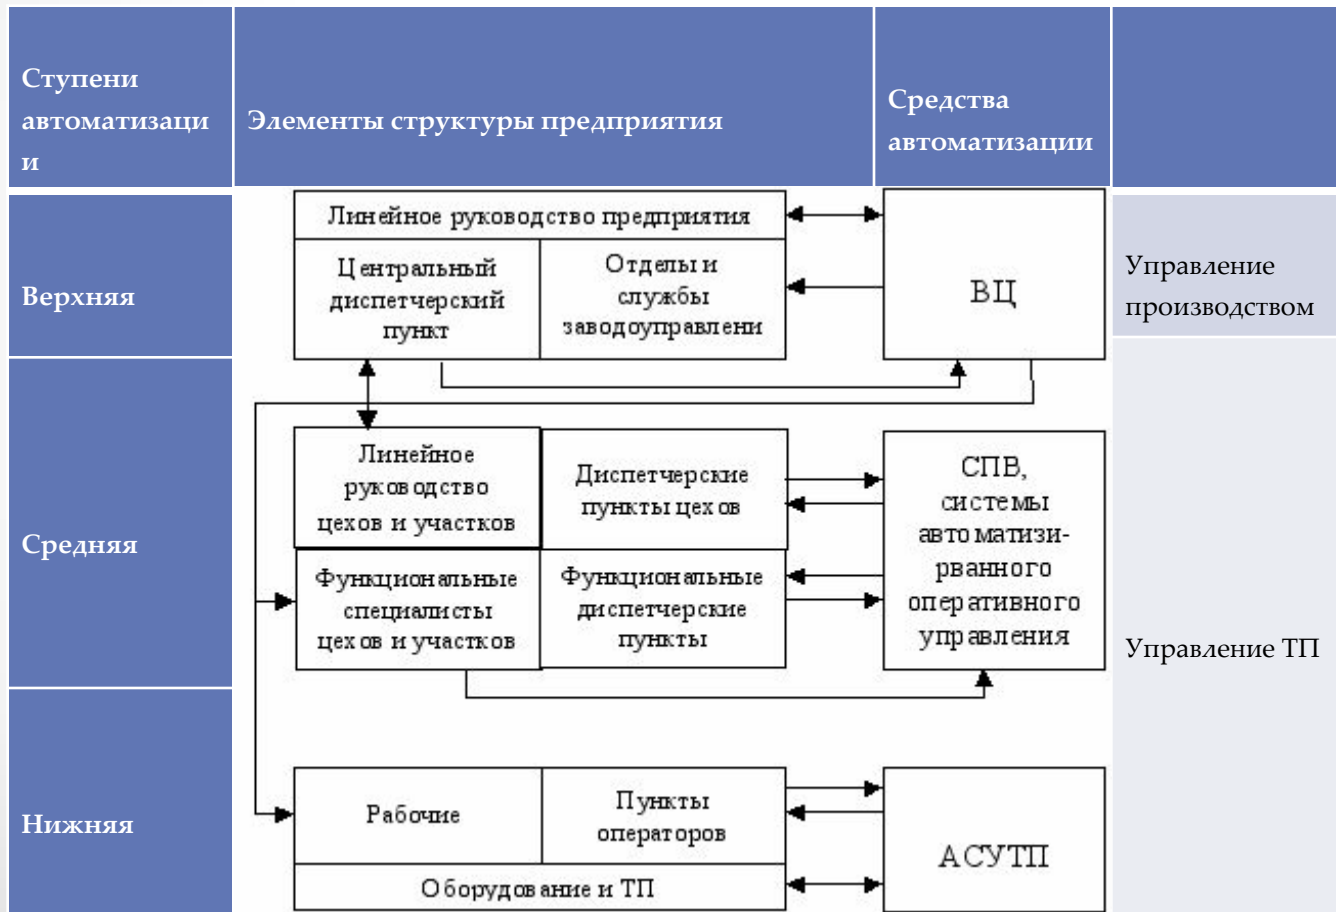 Ступени
автоматизаци
и
Элементы структуры предприятия
Средства
автоматизации
Верхняя
Линейное руководство предприятия
Центральный
диспетчерский
пункт
Отделы и
службы
заводоуправлени
ВЦ
Управление
производством
Средняя
Линейное
руководство
цехов и участков
Диспетчерские
пункты цехов
Функциональные
специалисты
цехов и участков
Функциональные
диспетчерские
пункты
СПВ,
системы
автоматизи-
рванного
оперативного
управления
Управление ТП
Нижняя
Рабочие
Пункты
операторов
Оборудование и ТП
АСУТП